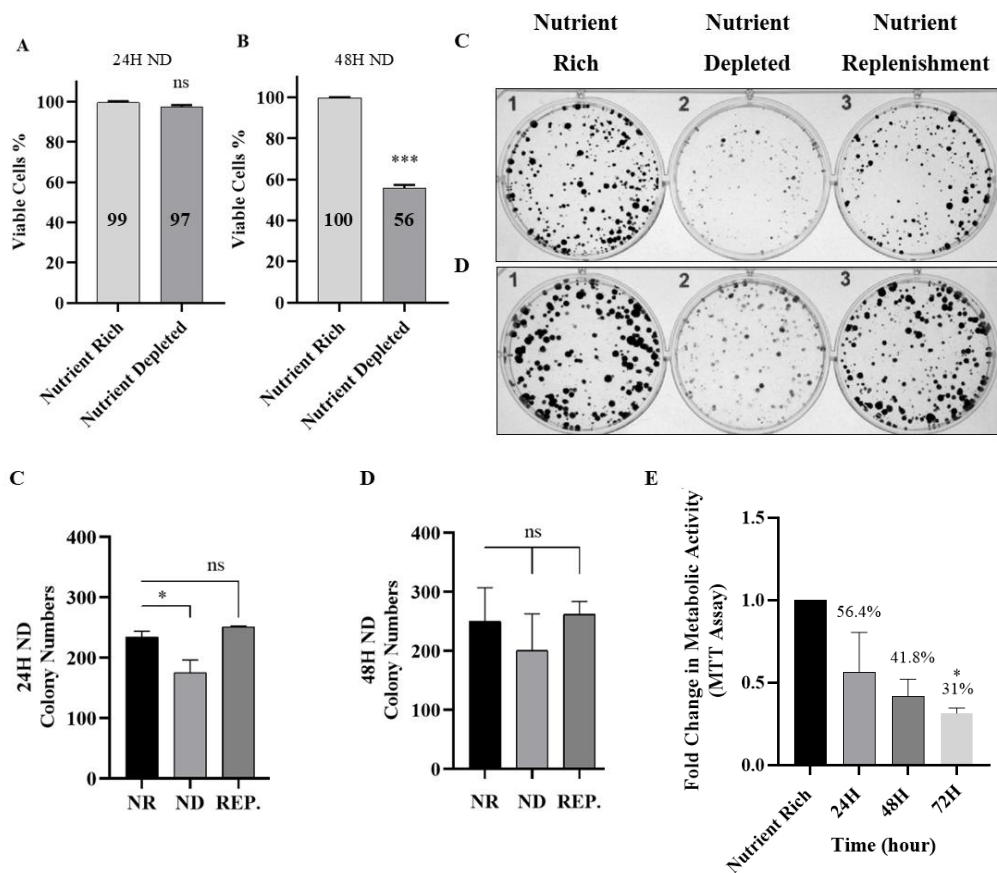 A
24H ND
ns
Viable Cells %
100
80
60
40
20
0
99
97
Nutrient Rich
Nutrient Depleted
B
48H ND
***
Viable Cells %
100
80
60
40
20
0
100
56
Nutrient Rich
Nutrient Depleted
C
Nutrient
Rich
Nutrient
Depleted
Nutrient
Replenishment
1
2
3
D
1
2
3
C
24H ND
Colony Numbers
400
300
200
100
0
ns
*
NR
ND
REP.
D
48H ND
Colony Numbers
400
300
200
100
0
ns
NR
ND
REP.
E
Fold Change in Metabolic Activity
(MTT Assay)
1.5
1.0
0.5
0.0
56.4%
41.8%
*
31%
Nutrient Rich
24H
48H
72H
Time (hour)